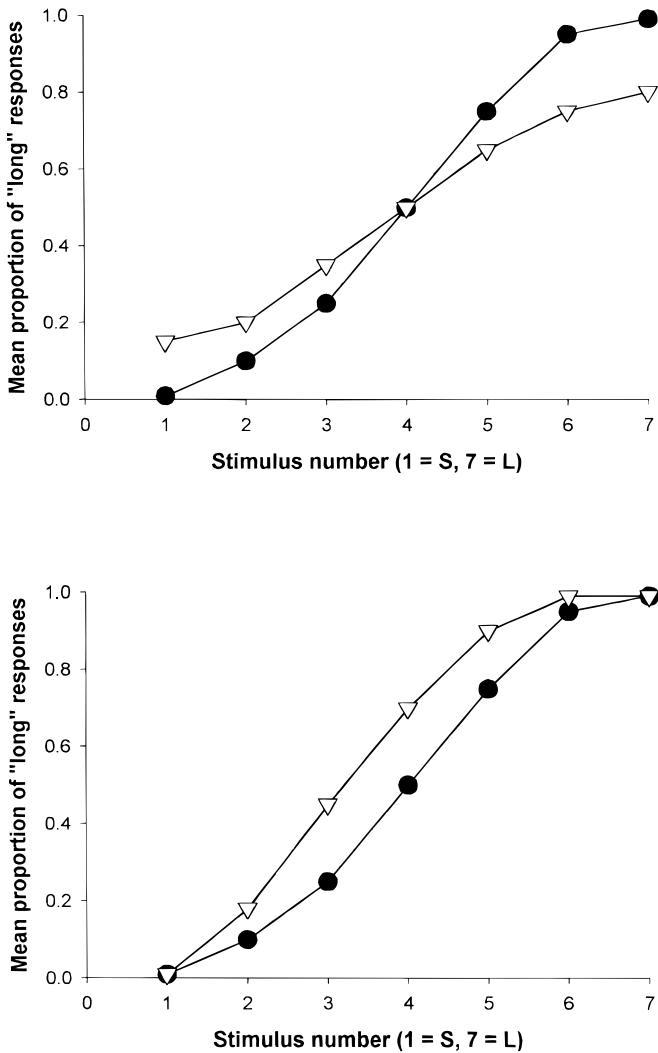 1.0
0.8
0.6
0.4
0.2
0.0
Mean proportion of "long" responses
0 1 2 3 4 5 6 7
Stimulus number (1 = S, 7 = L)
1.0
0.8
0.6
0.4
0.2
0.0
Mean proportion of "long" responses
0 1 2 3 4 5 6 7
Stimulus number (1 = S, 7 = L)